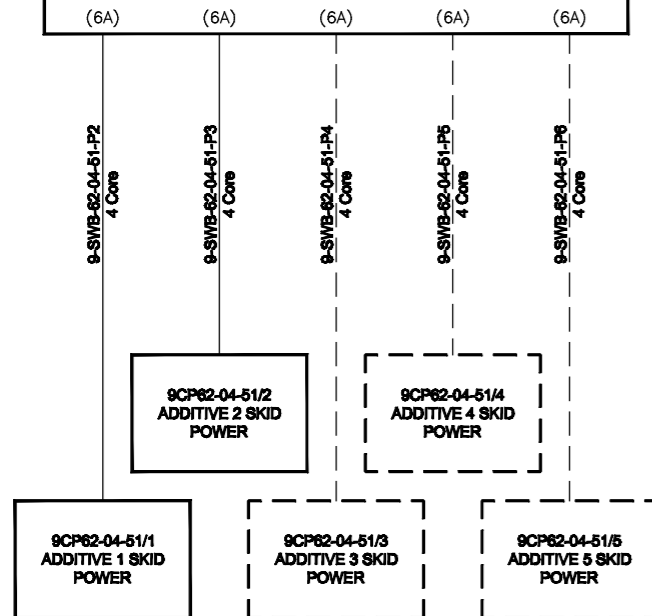 (6A) (6A) (6A) (6A) (6A)
9-SWB-62-04-51-P2
4 Core
9-SWB-62-04-51-P3
4 Core
9-SWB-62-04-51-P4
4 Core
9-SWB-62-04-51-P5
4 Core
9-SWB-62-04-51-P6
4 Core
9CP62-04-51/2
ADDITIVE 2 SKID
POWER
9CP62-04-51/4
ADDITIVE 4 SKID
POWER
9CP62-04-51/1
ADDITIVE 1 SKID
POWER
9CP62-04-51/3
ADDITIVE 3 SKID
POWER
9CP62-04-51/5
ADDITIVE 5 SKID
POWER